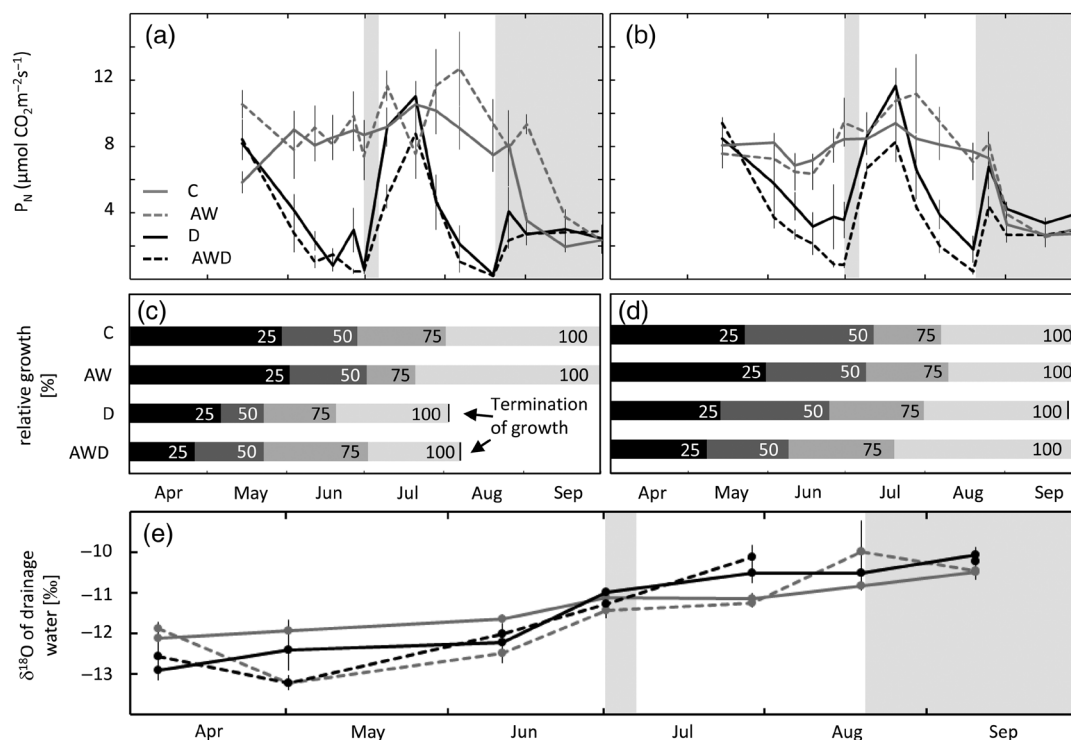 (a)
(b)
12
8
4
P_N (μmol CO₂m⁻²s⁻¹)
C
AW
D
AWD
(c)
(d)
relative growth
[%]
C
25 50 75 100
25 50 75 100
AW
25 50 75 100
25 50 75 100
D
25 50 75 100
25 50 75 100
AWD
25 50 75 100
25 50 75 100
Termination
of growth
Apr May Jun Jul Aug Sep
Apr May Jun Jul Aug Sep
(e)
−10
−11
−12
−13
δ¹⁸O of drainage
water [‰]
Apr May Jun Jul Aug Sep